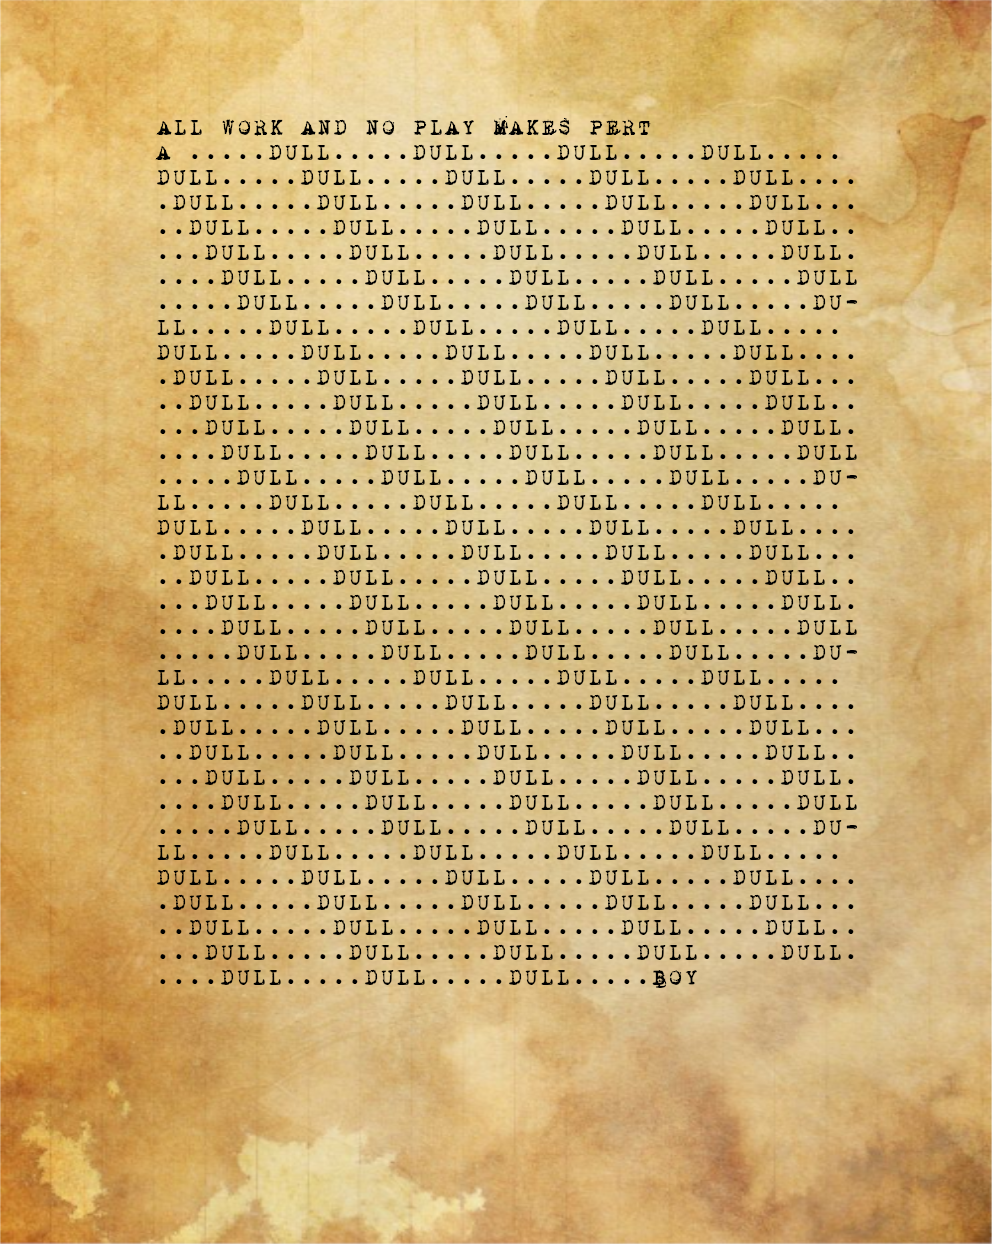 ALL WORK AND NO PLAY MAKES PERT
A .....DULL.....DULL.....DULL.....DULL.....
DULL.....DULL.....DULL.....DULL.....DULL....
.DULL.....DULL.....DULL.....DULL.....DULL...
..DULL.....DULL.....DULL.....DULL.....DULL..
...DULL.....DULL.....DULL.....DULL.....DULL.
....DULL.....DULL.....DULL.....DULL.....DULL
.....DULL.....DULL.....DULL.....DULL.....DU-
LL.....DULL.....DULL.....DULL.....DULL.....
DULL.....DULL.....DULL.....DULL.....DULL....
.DULL.....DULL.....DULL.....DULL.....DULL...
..DULL.....DULL.....DULL.....DULL.....DULL..
...DULL.....DULL.....DULL.....DULL.....DULL.
....DULL.....DULL.....DULL.....DULL.....DULL
.....DULL.....DULL.....DULL.....DULL.....DU-
LL.....DULL.....DULL.....DULL.....DULL.....
DULL.....DULL.....DULL.....DULL.....DULL....
.DULL.....DULL.....DULL.....DULL.....DULL...
..DULL.....DULL.....DULL.....DULL.....DULL..
...DULL.....DULL.....DULL.....DULL.....DULL.
....DULL.....DULL.....DULL.....DULL.....DULL
.....DULL.....DULL.....DULL.....DULL.....DU-
LL.....DULL.....DULL.....DULL.....DULL.....
DULL.....DULL.....DULL.....DULL.....DULL....
.DULL.....DULL.....DULL.....DULL.....DULL...
..DULL.....DULL.....DULL.....DULL.....DULL..
...DULL.....DULL.....DULL.....DULL.....DULL.
....DULL.....DULL.....DULL.....DULL.....DULL
.....DULL.....DULL.....DULL.....DULL.....DU-
LL.....DULL.....DULL.....DULL.....DULL.....
DULL.....DULL.....DULL.....DULL.....DULL....
.DULL.....DULL.....DULL.....DULL.....DULL...
..DULL.....DULL.....DULL.....DULL.....DULL..
...DULL.....DULL.....DULL.....DULL.....DULL.
....DULL.....DULL.....DULL.....BOY